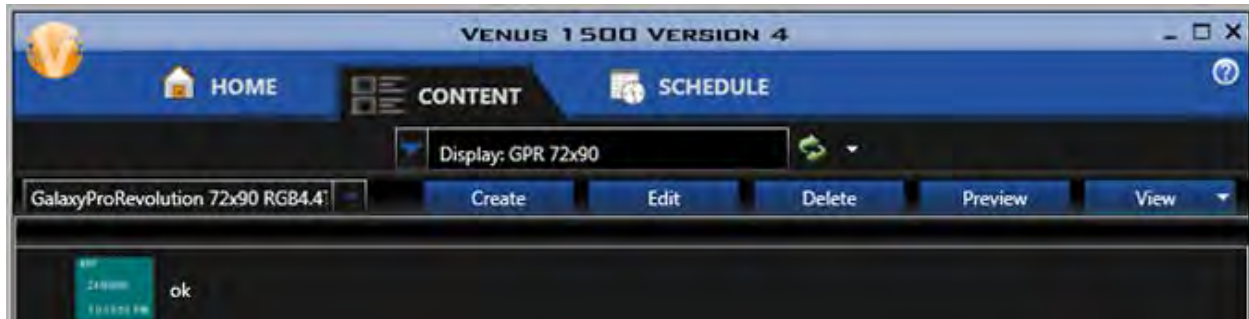 VENUS 1500 VERSION 4
HOME
CONTENT
SCHEDULE
Display: GPR 72x90
GalaxyProRevolution 72x90 RGB4.4
Create
Edit
Delete
Preview
View
ok